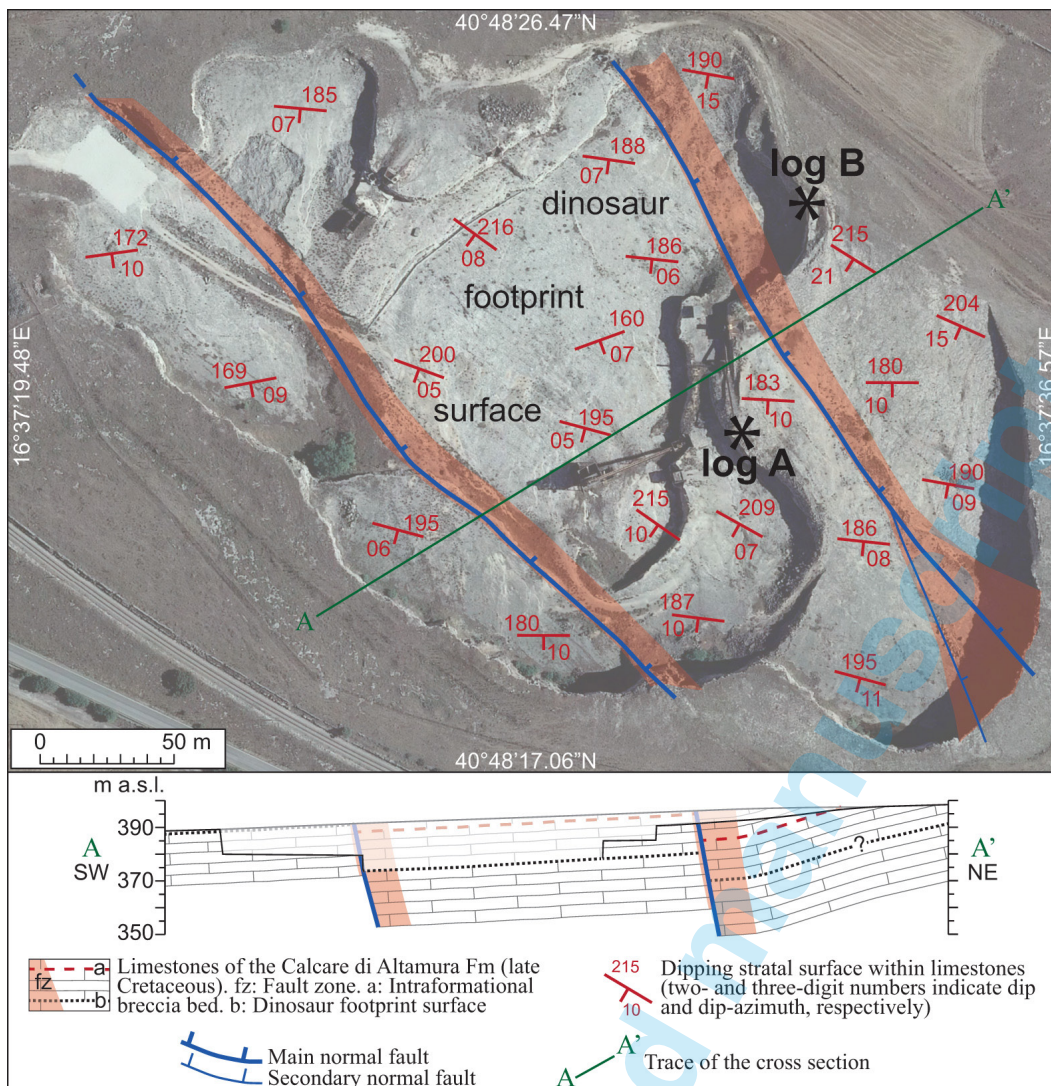 40°48'26.47"N
190
15
185
07
log B
188
07
dinosaur
A'
172
10
216
08
186
06
215
21
footprint
204
15
16°37'19.48"E
16°37'36.57"E
160
07
200
05
180
10
169
09
183
10
surface
195
05
log A
190
09
215
10
209
07
195
06
186
08
A
187
10
180
10
195
11
0 50 m
40°48'17.06"N
m a.s.l.
390
A
A'
SW
370
?
NE
350
fz
a
b
Limestones of the Calcare di Altamura Fm (late
Cretaceous). fz: Fault zone. a: Intraformational
breccia bed. b: Dinosaur footprint surface
215
10
Dipping stratal surface within limestones
(two- and three-digit numbers indicate dip
and dip-azimuth, respectively)
Main normal fault
Secondary normal fault
A
A'
Trace of the cross section
d manuscript